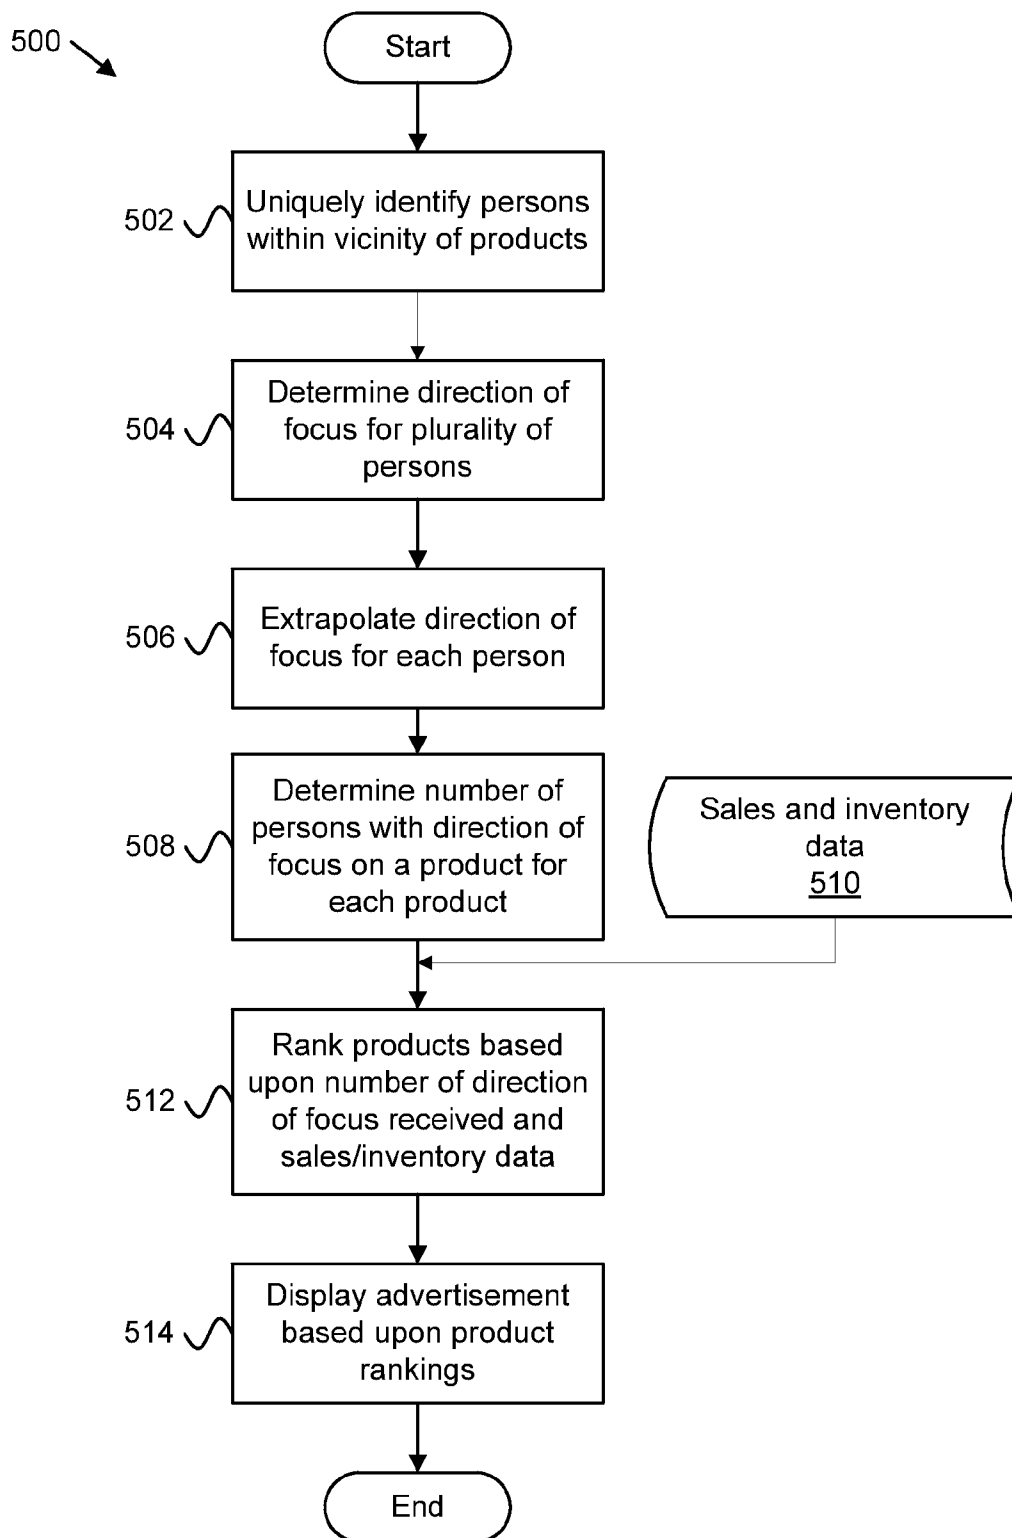 500
Start
502
Uniquely identify persons
within vicinity of products
504
Determine direction of
focus for plurality of
persons
506
Extrapolate direction of
focus for each person
508
Determine number of
persons with direction of
focus on a product for
each product
Sales and inventory
data
510
512
Rank products based
upon number of direction
of focus received and
sales/inventory data
514
Display advertisement
based upon product
rankings
End